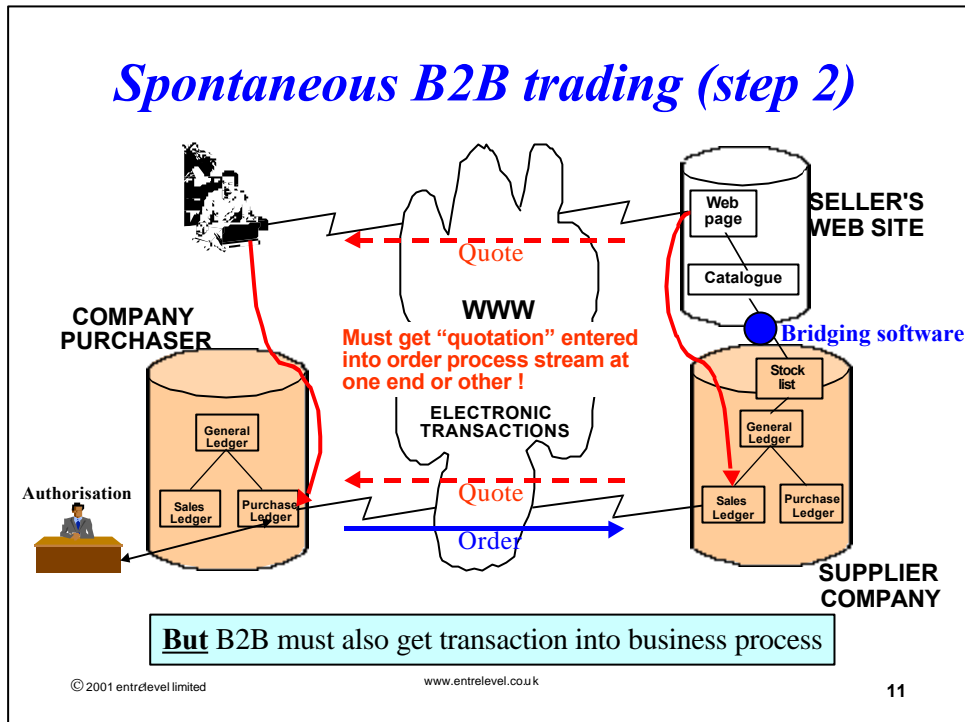 Spontaneous B2B trading (step 2)
Web
page
SELLER'S
WEB SITE
Quote
Catalogue
WWW
COMPANY
PURCHASER
Must get “quotation” entered
into order process stream at
one end or other !
Bridging software
Stock
list
ELECTRONIC
TRANSACTIONS
General
Ledger
General
Ledger
Authorisation
Quote
Sales
Ledger
Purchase
Ledger
Sales
Ledger
Purchase
Ledger
Order
SUPPLIER
COMPANY
But B2B must also get transaction into business process
© 2001 entrelevel limited
www.entrelevel.co.uk
11